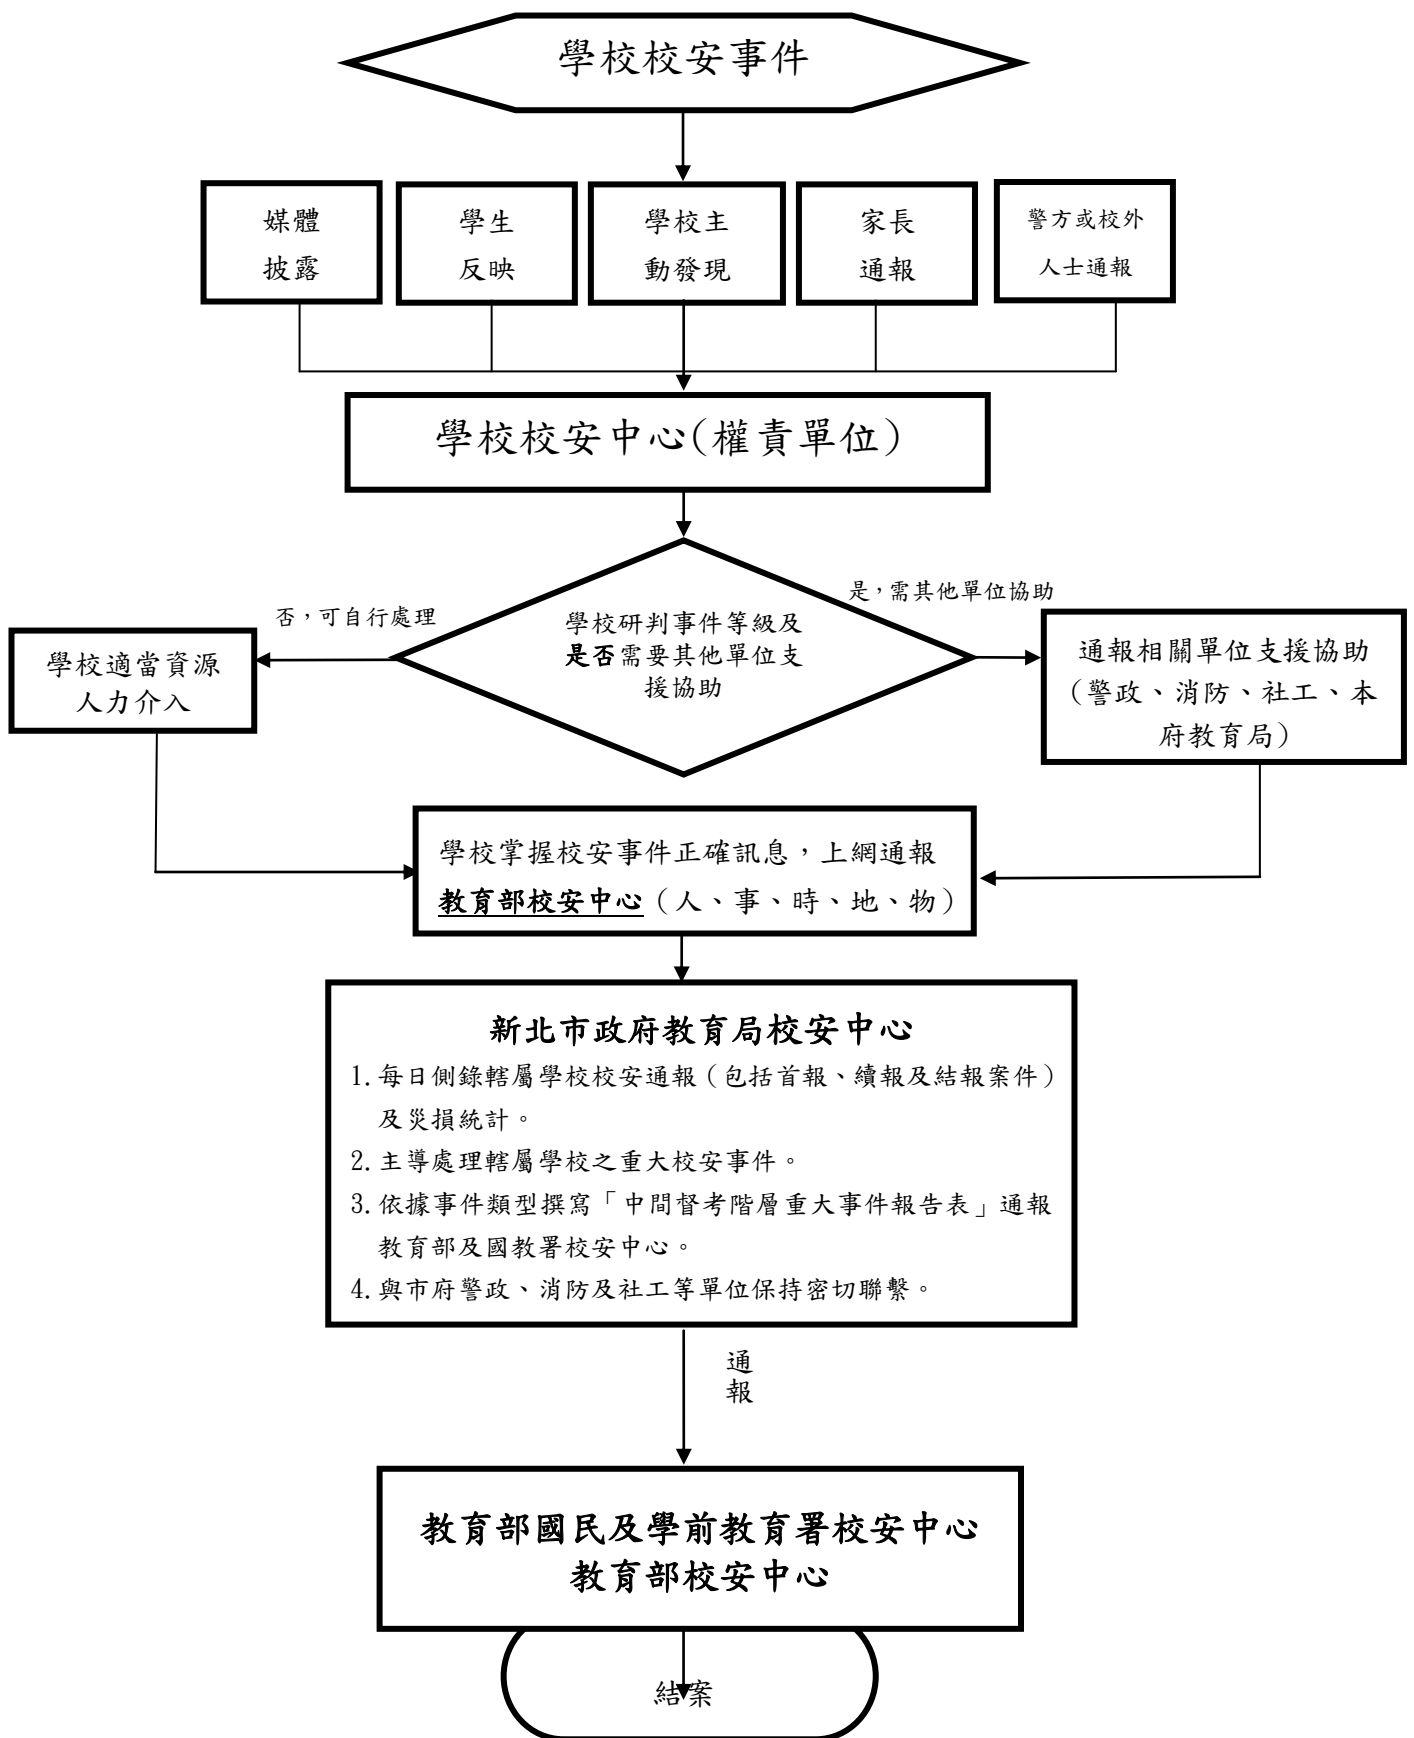 學校校安事件
媒體
披露
學生
反映
學校主
動發現
家長
通報
警方或校外
人士通報
學校校安中心(權責單位)
否，可自行處理
是，需其他單位協助
學校研判事件等級及
是否需要其他單位支
援協助
學校適當資源
人力介入
通報相關單位支援協助
（警政、消防、社工、本
府教育局）
學校掌握校安事件正確訊息，上網通報
教育部校安中心（人、事、時、地、物）
新北市政府教育局校安中心
1.每日側錄轄屬學校校安通報（包括首報、續報及結報案件）
及災損統計。
2.主導處理轄屬學校之重大校安事件。
3.依據事件類型撰寫「中間督考階層重大事件報告表」通報
教育部及國教署校安中心。
4.與市府警政、消防及社工等單位保持密切聯繫。
通
報
教育部國民及學前教育署校安中心
教育部校安中心
結案